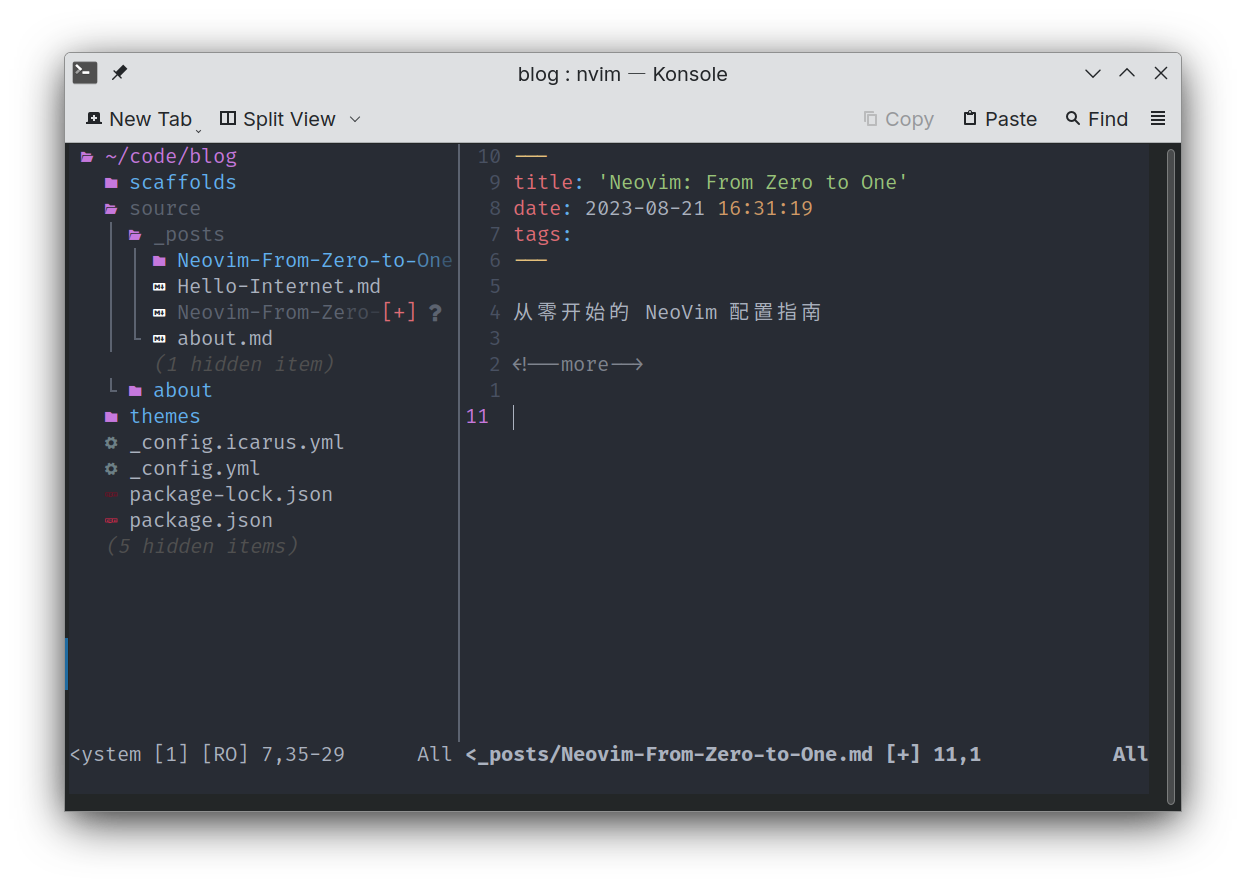 blog : nvim — Konsole
New Tab Split View Copy Paste Find
~/code/blog
scaffolds
source
_posts
Neovim-From-Zero-to-One
Hello-Internet.md
Neovim-From-Zero-[+] ?
about.md
(1 hidden item)
about
themes
_config.icarus.yml
_config.yml
package-lock.json
package.json
(5 hidden items)
10 ---
9 title: 'Neovim: From Zero to One'
8 date: 2023-08-21 16:31:19
7 tags:
6 ---
5
4 从零开始的 NeoVim 配置指南
3
2 <!--more-->
1
11
<ystem [1] [RO] 7,35-29 All
<_posts/Neovim-From-Zero-to-One.md [+] 11,1 All